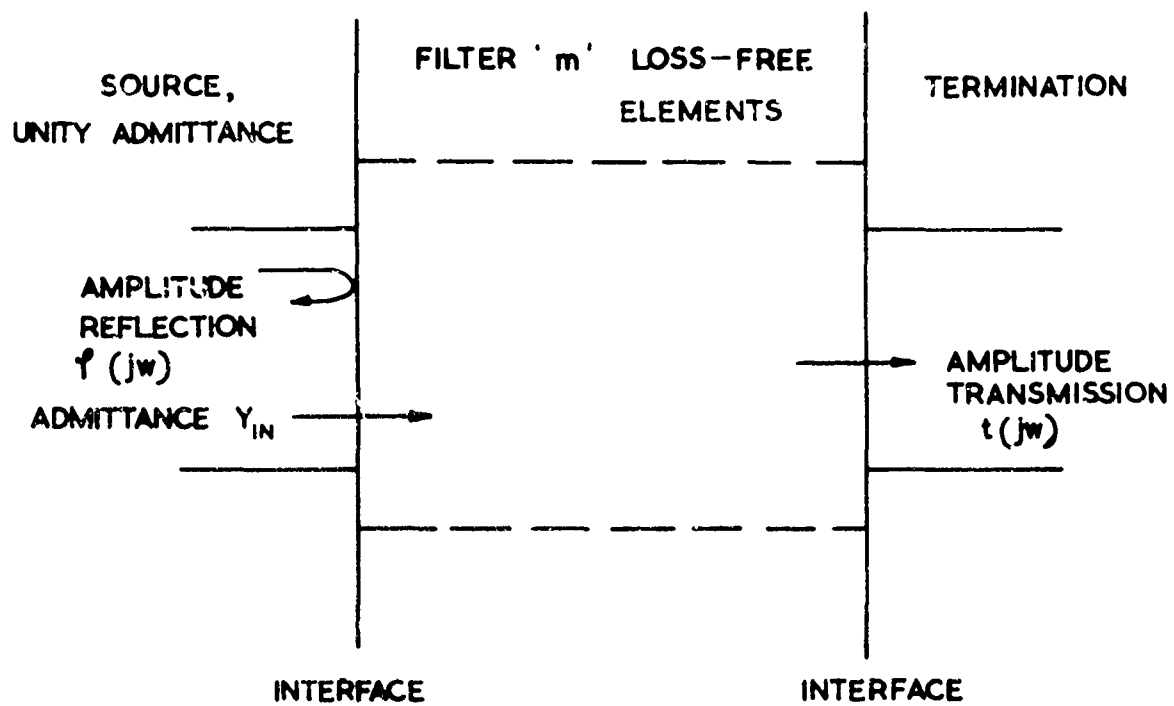 SOURCE,
UNITY ADMITTANCE
FILTER 'm' LOSS-FREE
ELEMENTS
TERMINATION
AMPLITUDE
REFLECTION
ρ (jw)
ADMITTANCE Y_IN
AMPLITUDE
TRANSMISSION
t(jw)
INTERFACE
INTERFACE